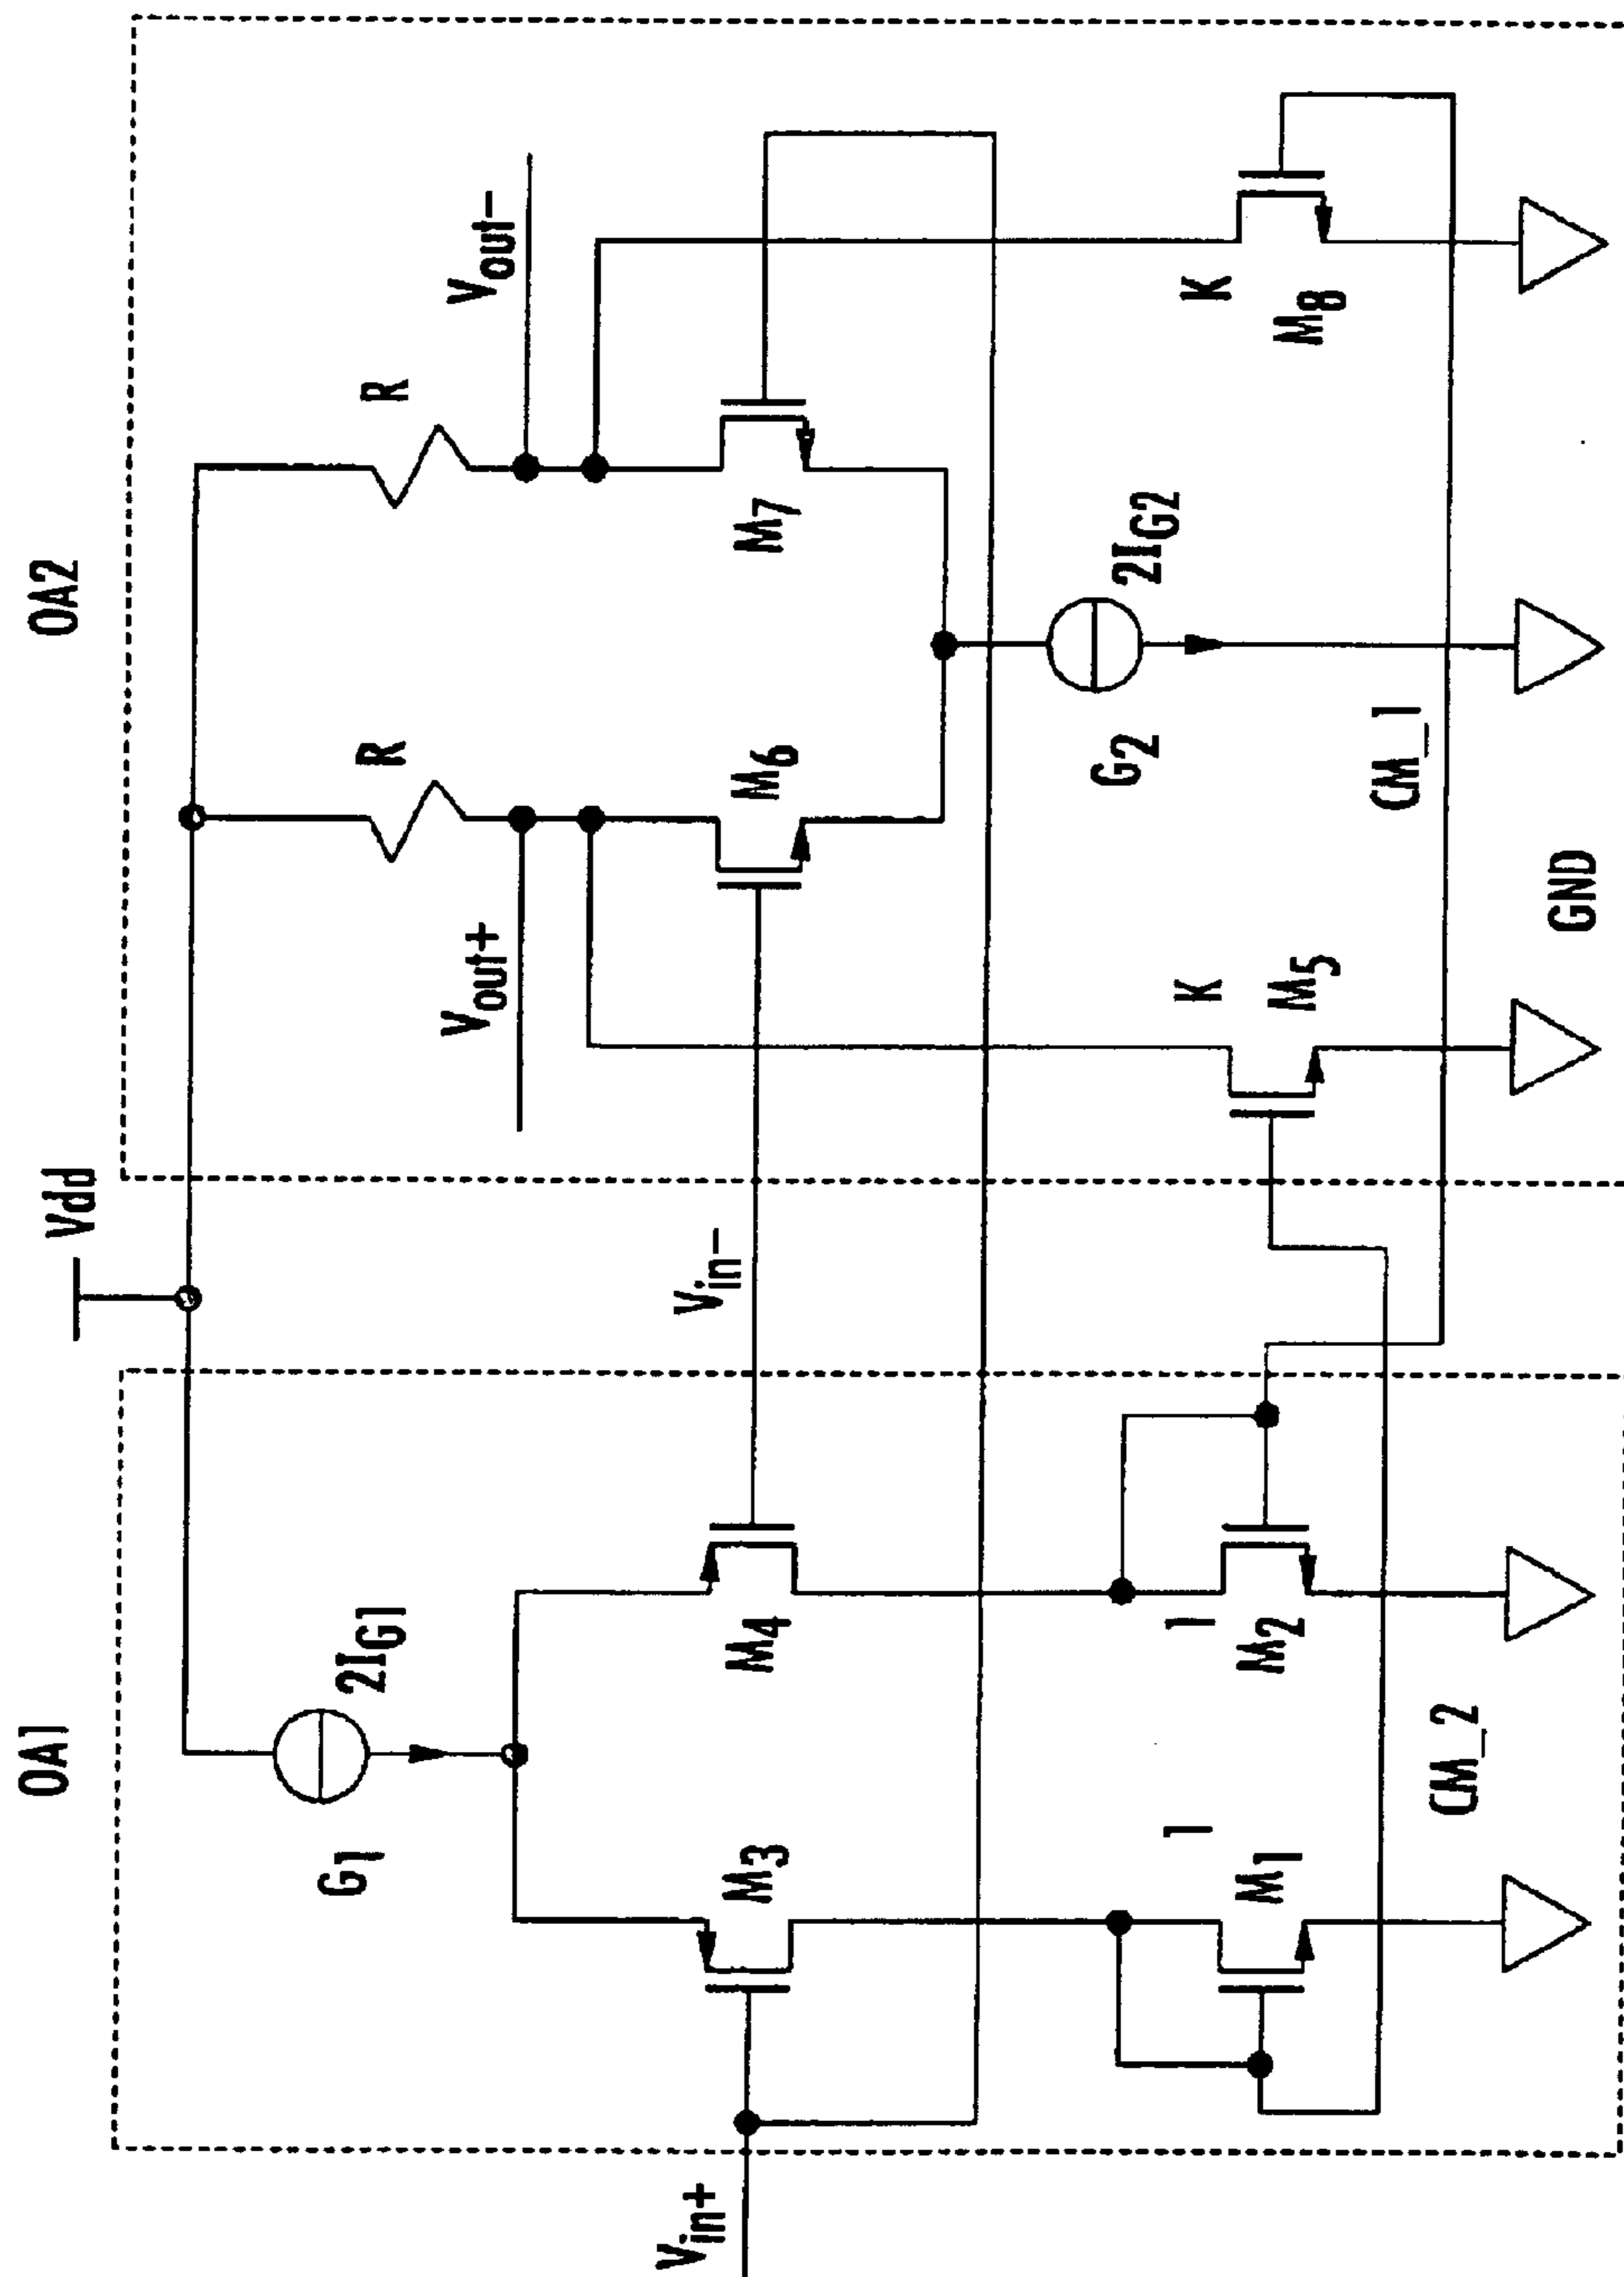 OA1
OA2
Vdd
G1
2IG1
R
R
Vout+
Vout-
Vin+
Vin-
M3
M4
M6
M7
1
1
M1
M2
K
M5
K
M8
G2
2IG2
CM_2
CM_1
GND